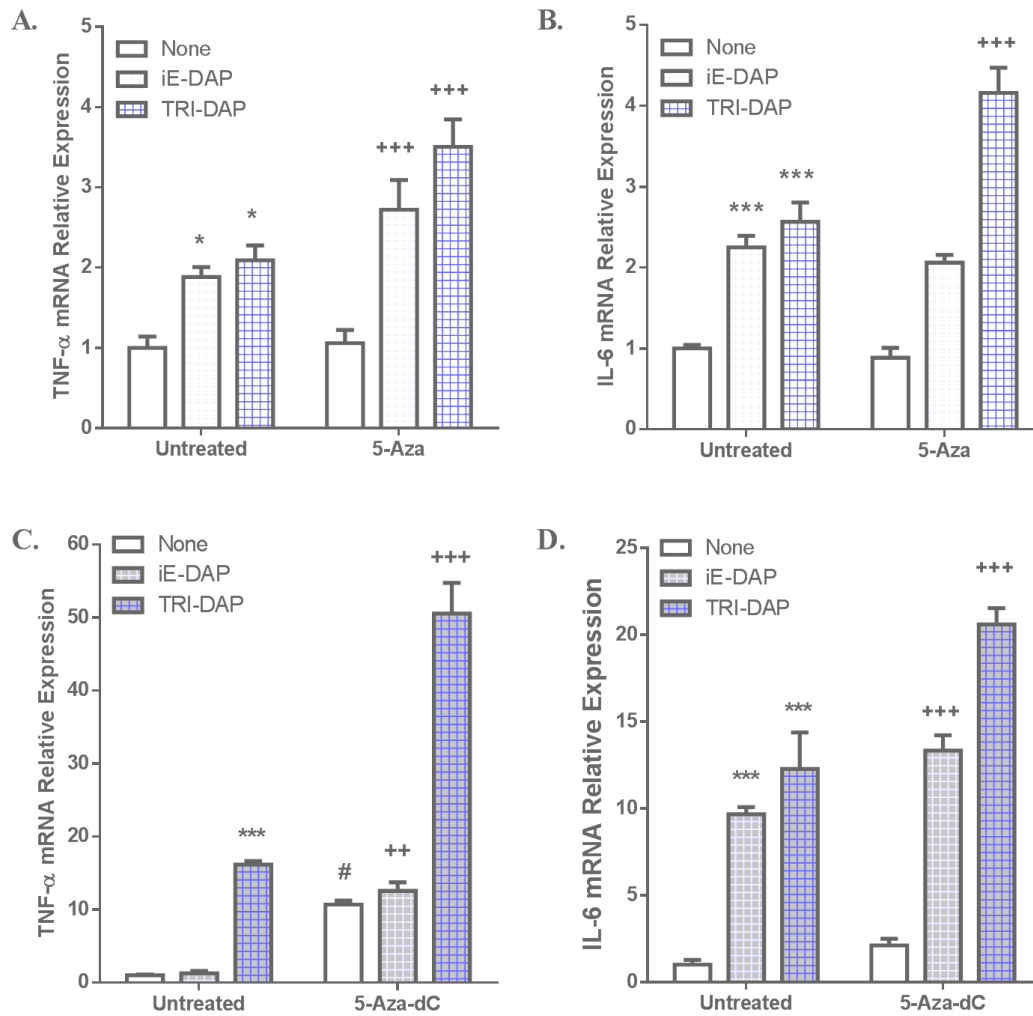 A.
TNF-α mRNA Relative Expression
5
4
3
2
1
0
None
iE-DAP
TRI-DAP
*
*
+++
+++
Untreated
5-Aza
B.
IL-6 mRNA Relative Expression
5
4
3
2
1
0
None
iE-DAP
TRI-DAP
***
***
+++
Untreated
5-Aza
C.
TNF-α mRNA Relative Expression
60
50
40
30
20
10
0
None
iE-DAP
TRI-DAP
***
#
++
+++
Untreated
5-Aza-dC
D.
IL-6 mRNA Relative Expression
25
20
15
10
5
0
None
iE-DAP
TRI-DAP
***
***
+++
+++
Untreated
5-Aza-dC